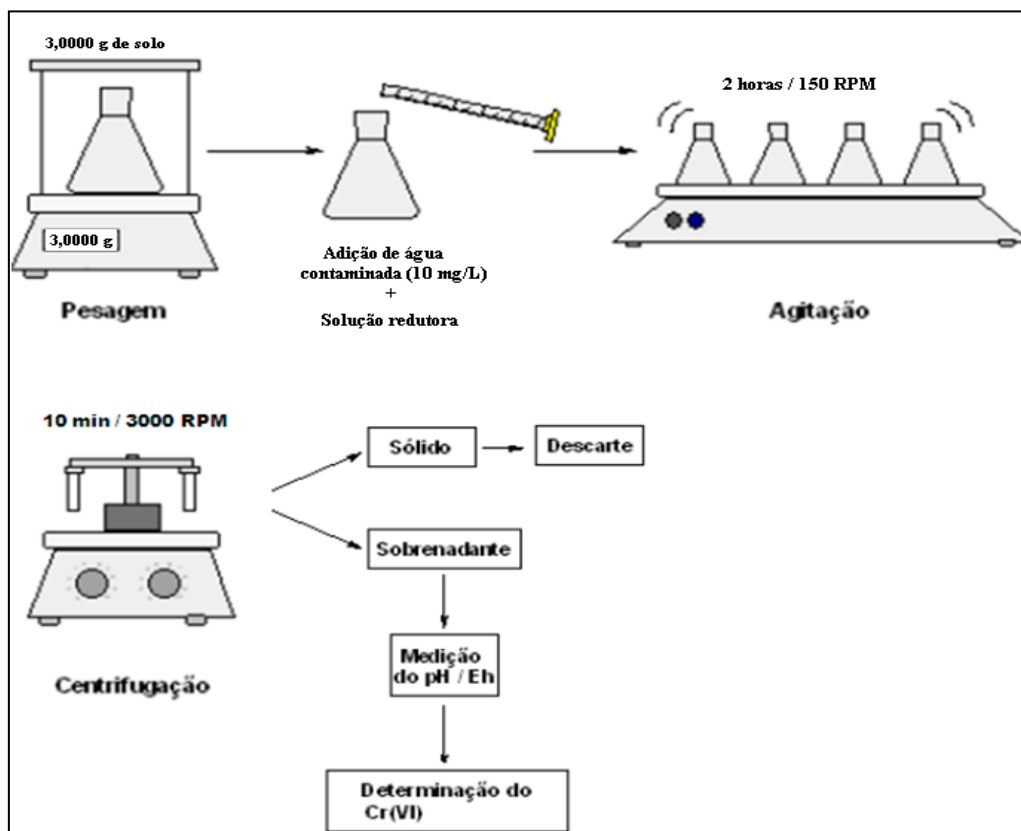 3,0000 g de solo
3,0000 g
Pesagem
Adição de água
contaminada (10 mg/L)
+
Solução redutora
2 horas / 150 RPM
Agitação
10 min / 3000 RPM
Centrifugação
Sólido
Descarte
Sobrenadante
Medição
do pH / Eh
Determinação do
Cr(VI)